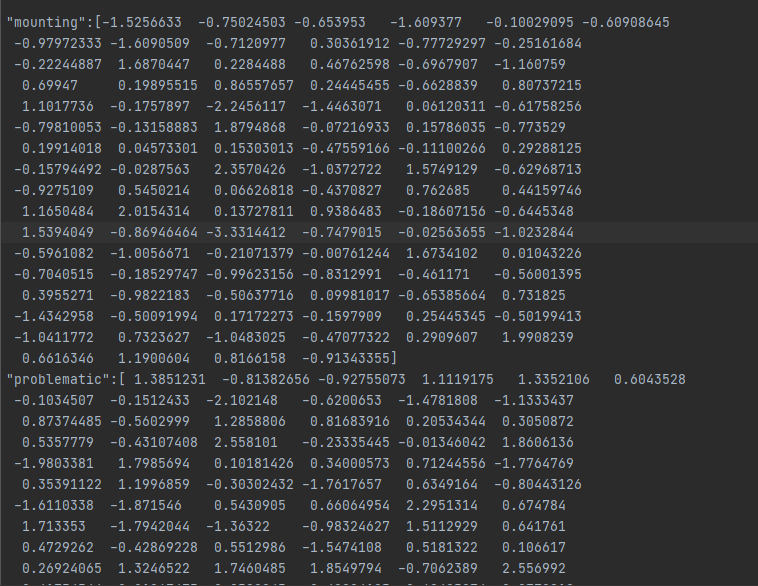 "mounting":[-1.5256633 -0.75024503 -0.653953 -1.609377 -0.10029095 -0.60908645
-0.97972333 -1.6090509 -0.7120977 0.30361912 -0.77729297 -0.25161684
-0.22244887 1.6870447 0.2284488 0.46762598 -0.6967907 -1.160759
0.69947 0.19895515 0.86557657 0.24445455 -0.6628839 0.80737215
1.1017736 -0.1757897 -2.2456117 -1.4463071 0.06120311 -0.61758256
-0.79810053 -0.13158883 1.8794868 -0.07216933 0.15786035 -0.773529
0.19914018 0.04573301 0.15303013 -0.47559166 -0.11100266 0.29288125
-0.15794492 -0.0287563 2.3570426 -1.0372722 1.5749129 -0.62968713
-0.9275109 0.5450214 0.06626818 -0.4370827 0.762685 0.44159746
1.1650484 2.0154314 0.13727811 0.9386483 -0.18607156 -0.6445348
1.5394049 -0.86946464 -3.3314412 -0.7479015 -0.02563655 -1.0232844
-0.5961082 -1.0056671 -0.21071379 -0.00761244 1.6734102 0.01043226
-0.7040515 -0.18529747 -0.99623156 -0.8312991 -0.461171 -0.56001395
0.3955271 -0.9822183 -0.50637716 0.09981017 -0.65385664 0.731825
-1.4342958 -0.50091994 0.17172273 -0.1597909 0.25445345 -0.50199413
-1.0411772 0.7323627 -1.0483025 -0.47077322 0.2909607 1.9908239
0.6616346 1.1900604 0.8166158 -0.91343355]
"problematic":[ 1.3851231 -0.81382656 -0.92755073 1.1119175 1.3352106 0.6043528
-0.1034507 -0.1512433 -2.102148 -0.6200653 -1.4781808 -1.1333437
0.87374485 -0.5602999 1.2858806 0.81683916 0.20534344 0.3050872
0.5357779 -0.43107408 2.558101 -0.23335445 -0.01346042 1.8606136
-1.9803381 1.7985694 0.10181426 0.34000573 0.71244556 -1.7764769
0.35391122 1.1996859 -0.30302432 -1.7617657 0.6349164 -0.80443126
-1.6110338 -1.871546 0.5430905 0.66064954 2.2951314 0.674784
1.713353 -1.7942044 -1.36322 -0.98324627 1.5112929 0.641761
0.4729262 -0.42869228 0.5512986 -1.5474108 0.5181322 0.106617
0.26924065 1.3246522 1.7460485 1.8549794 -0.7062389 2.556992